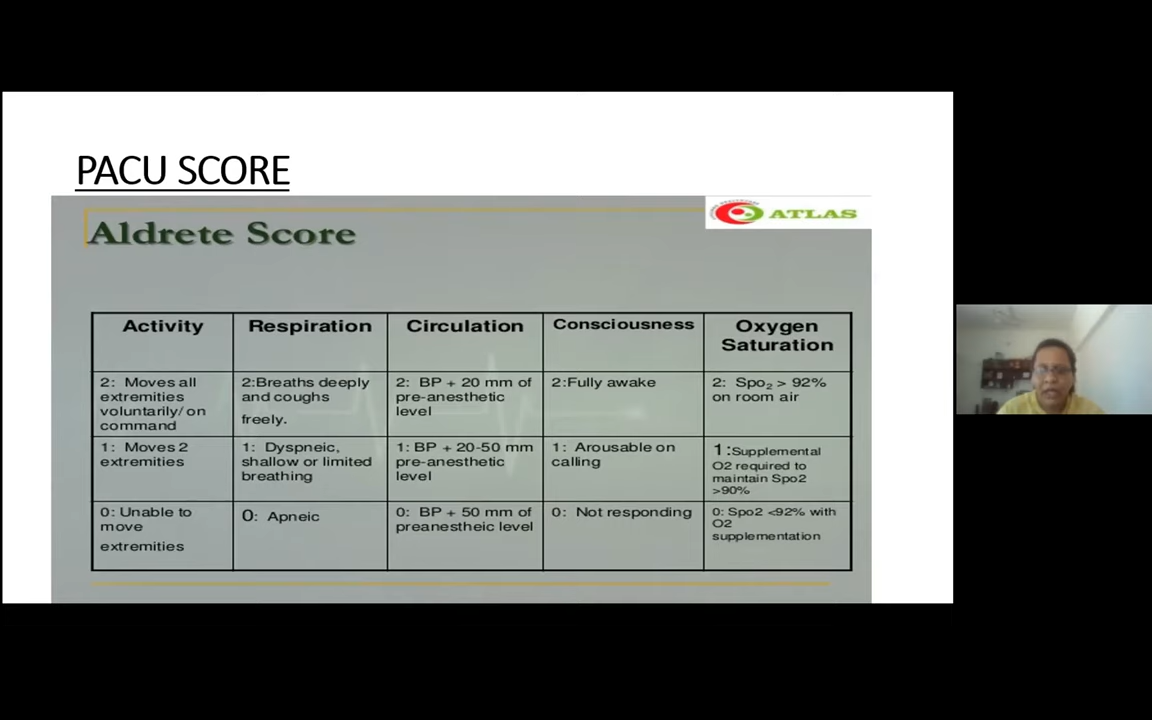 PACU SCORE
ATLAS
Aldrete Score
Activity
Respiration
Circulation
Consciousness
Oxygen
Saturation
2: Moves all
extremities
voluntarily/ on
command
2:Breaths deeply
and coughs
freely.
2: BP + 20 mm of
pre-anesthetic
level
2:Fully awake
2: Spo2 > 92%
on room air
1: Moves 2
extremities
1: Dyspneic,
shallow or limited
breathing
1: BP + 20-50 mm
pre-anesthetic
level
1: Arousable on
calling
1:Supplemental
O2 required to
maintain Spo2
>90%
0: Unable to
move
extremities
0: Apneic
0: BP + 50 mm of
preanestheic level
0: Not responding
0: Spo2 <92% with
O2
supplementation